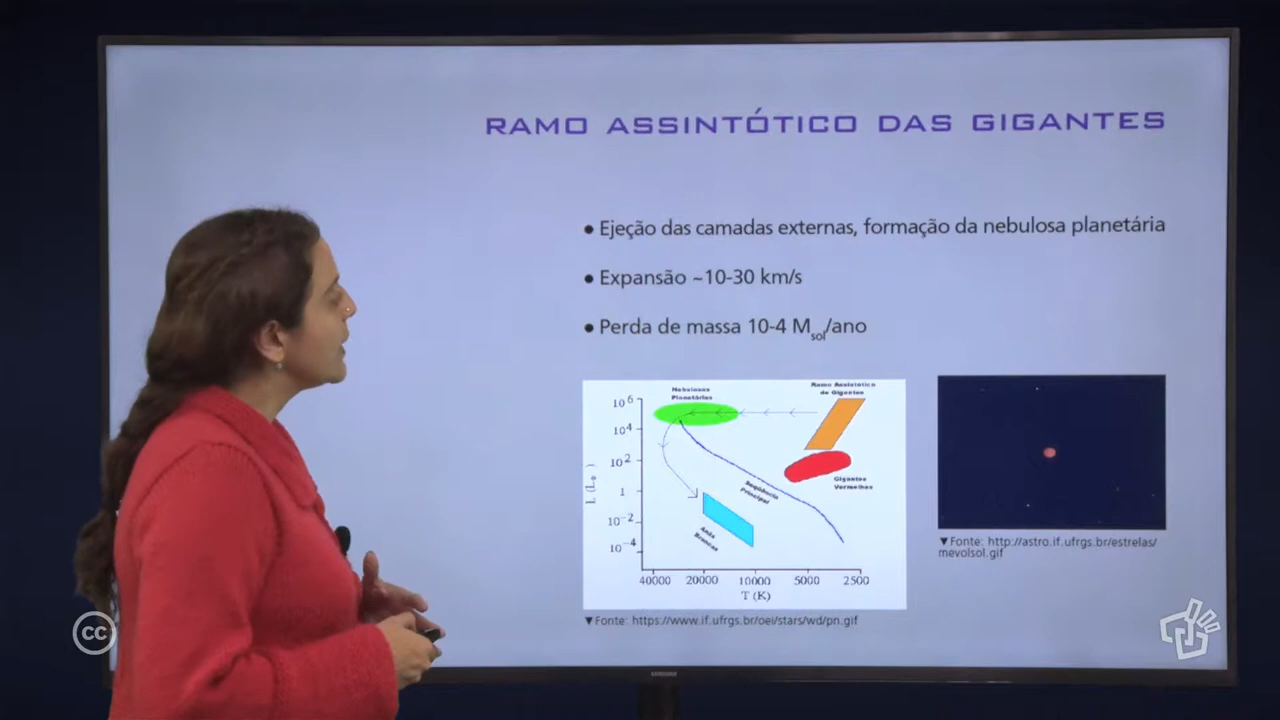 RAMO ASSINTÓTICO DAS GIGANTES
● Ejeção das camadas externas, formação da nebulosa planetária
● Expansão ~10-30 km/s
● Perda de massa 10-4 Msol/ano
Nebulosas
Planetárias
Ramo Assintótico
de Gigantes
10⁶
10⁴
10²
1
10⁻²
10⁻⁴
L (L☉)
Gigantes
Vermelhas
Seqüência
Principal
Anãs
Brancas
40000 20000 10000 5000 2500
T (K)
▼Fonte: https://www.if.ufrgs.br/oei/stars/wd/pn.gif
▼Fonte: http://astro.if.ufrgs.br/estrelas/
mevolsol.gif
cc
SAMSUNG